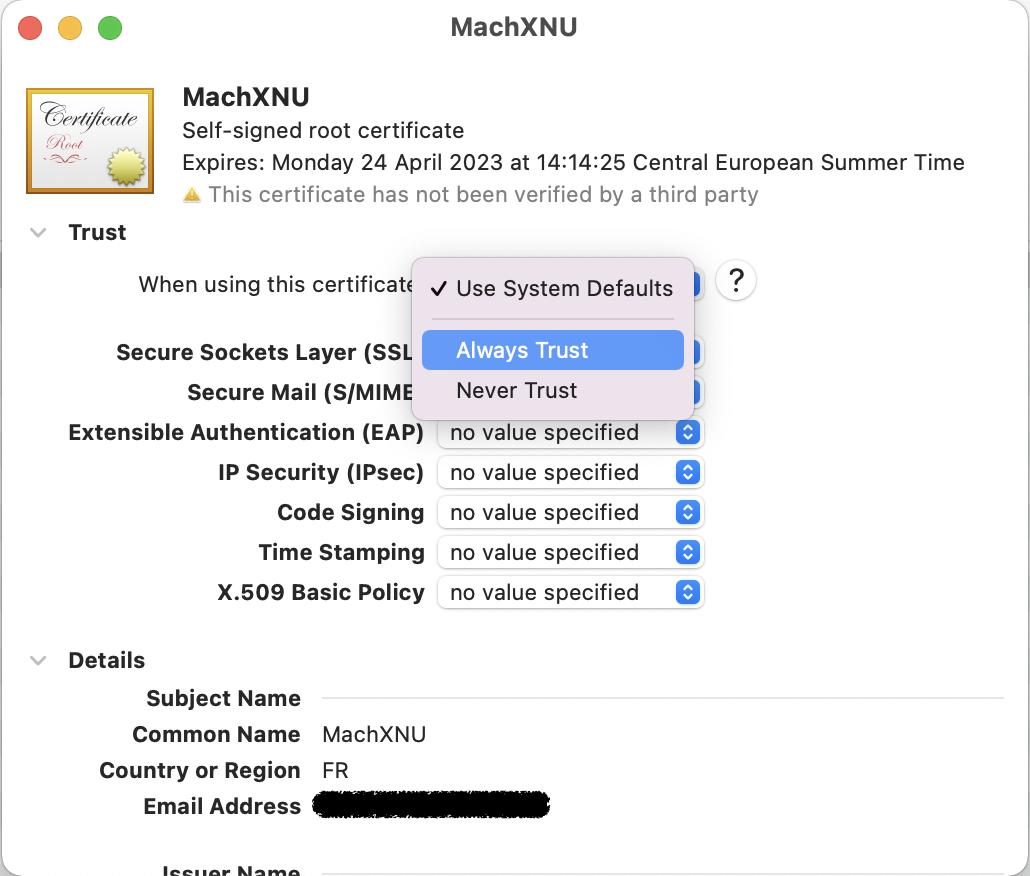 MachXNU
Certificate
Root
MachXNU
Self-signed root certificate
Expires: Monday 24 April 2023 at 14:14:25 Central European Summer Time
This certificate has not been verified by a third party
Trust
When using this certificate
Use System Defaults
?
Always Trust
Never Trust
Secure Sockets Layer (SSL
Secure Mail (S/MIME
Extensible Authentication (EAP) no value specified
IP Security (IPsec) no value specified
Code Signing no value specified
Time Stamping no value specified
X.509 Basic Policy no value specified
Details
Subject Name
Common Name MachXNU
Country or Region FR
Email Address
Issuer Name